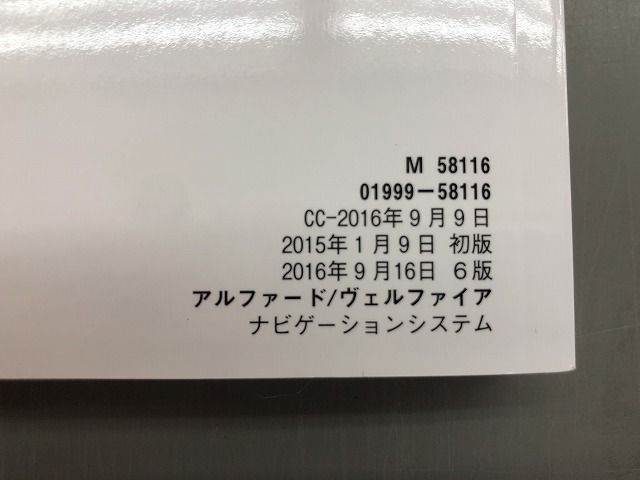 M 58116
01999-58116
CC-2016年9月9日
2015年1月9日 初版
2016年9月16日 6版
アルファード/ヴェルファイア
ナビゲーションシステム